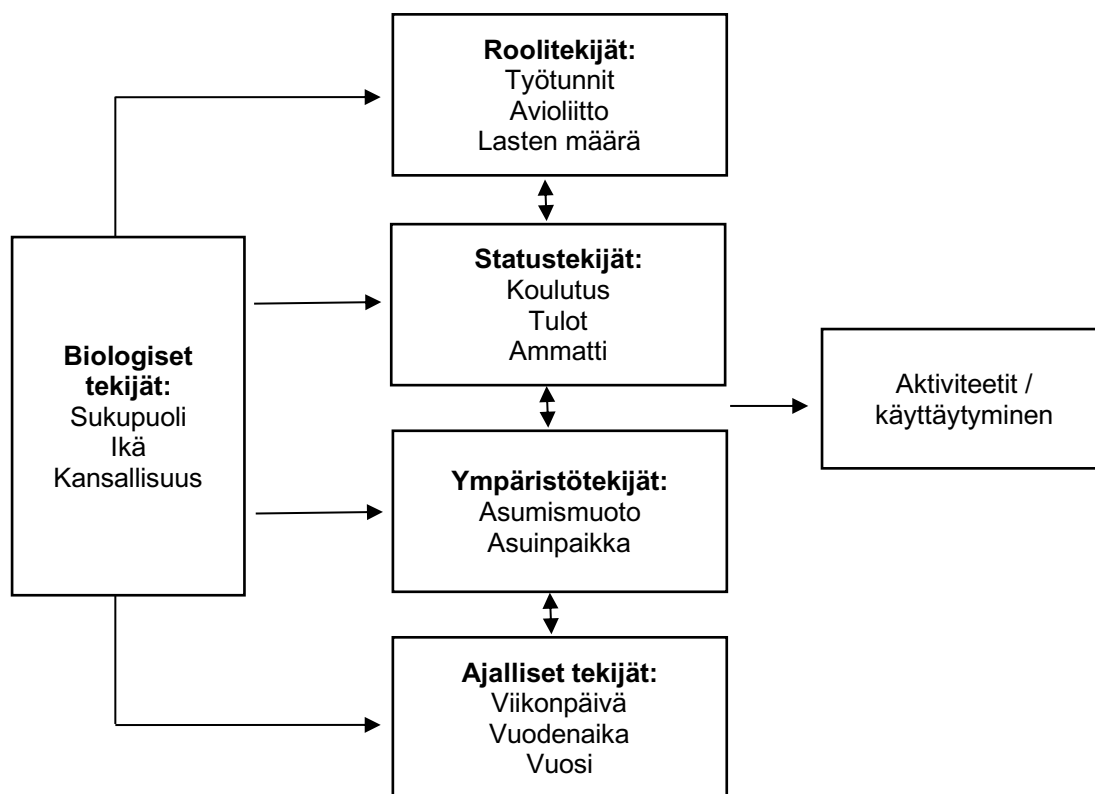 Roolitekijät:
Työtunnit
Avioliitto
Lasten määrä
Statustekijät:
Koulutus
Tulot
Ammatti
Biologiset
tekijät:
Sukupuoli
Ikä
Kansallisuus
Aktiviteetit /
käyttäytyminen
Ympäristötekijät:
Asumismuoto
Asuinpaikka
Ajalliset tekijät:
Viikonpäivä
Vuodenaika
Vuosi